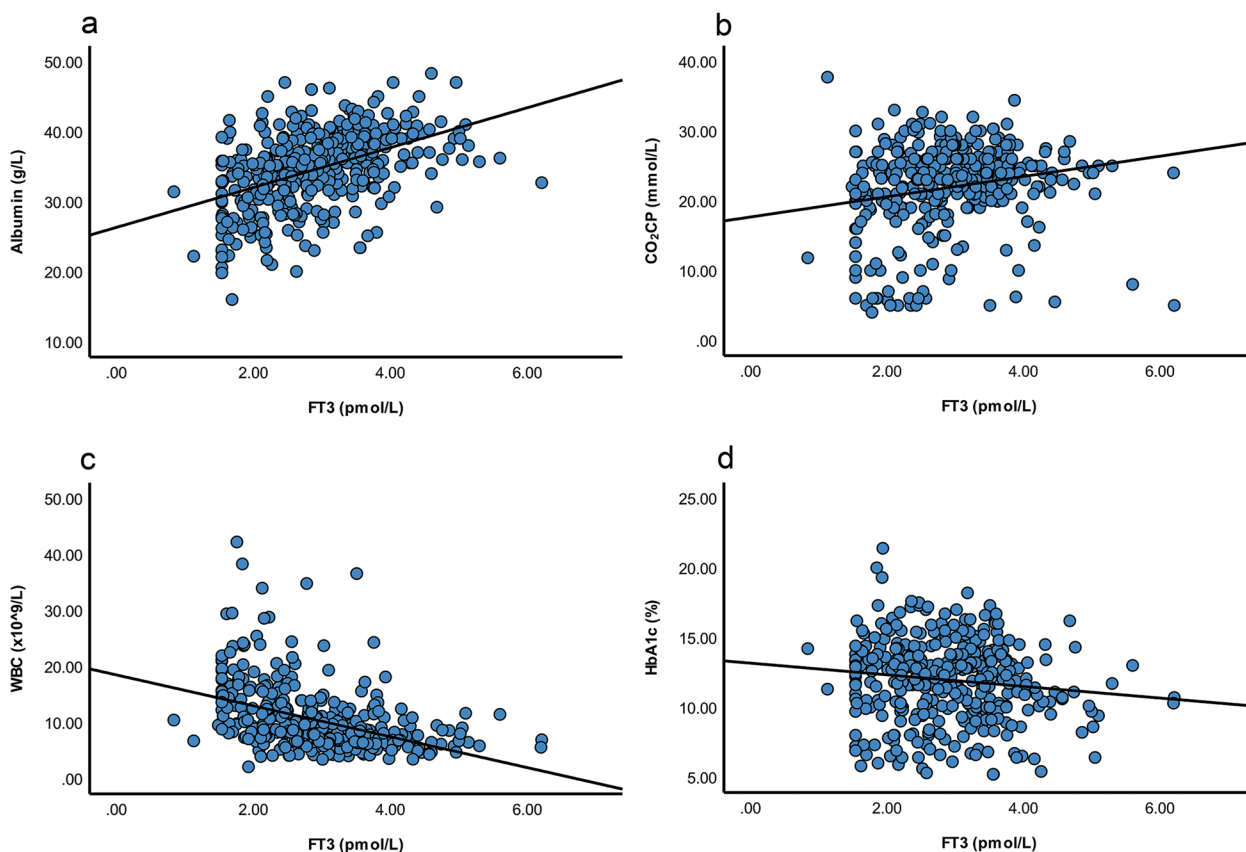 a
50.00
40.00
30.00
20.00
10.00
Albumin (g/L)
.00 2.00 4.00 6.00
FT3 (pmol/L)
b
40.00
30.00
20.00
10.00
.00
CO₂CP (mmol/L)
.00 2.00 4.00 6.00
FT3 (pmol/L)
c
50.00
40.00
30.00
20.00
10.00
.00
WBC (x10^9/L)
.00 2.00 4.00 6.00
FT3 (pmol/L)
d
25.00
20.00
15.00
10.00
5.00
HbA1c (%)
.00 2.00 4.00 6.00
FT3 (pmol/L)